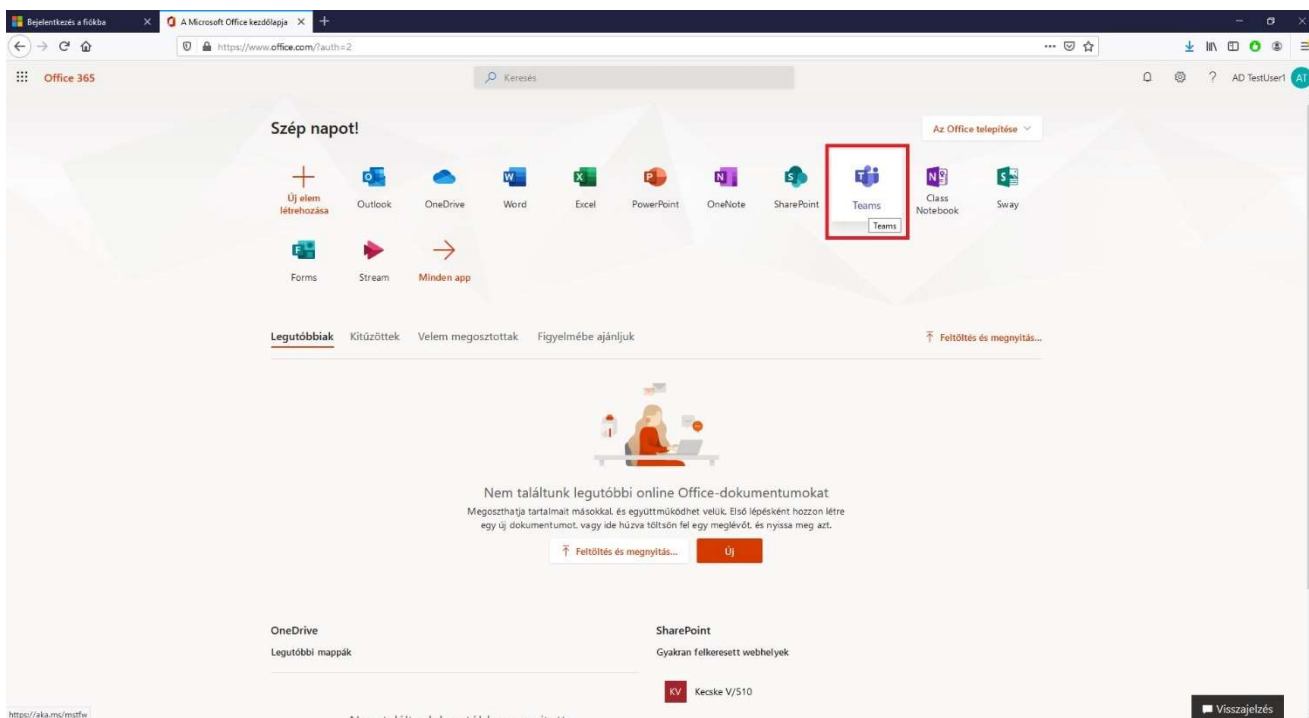 Bejelentkezés a fiókba
A Microsoft Office kezdőlapja
https://www.office.com/?auth=2
Office 365
Keresés
AD TestUser1
AT
Szép napot!
Az Office telepítése
Új elem létrehozása
Outlook
OneDrive
Word
Excel
PowerPoint
OneNote
SharePoint
Teams
Teams
Class Notebook
Sway
Forms
Stream
Minden app
Legutóbbiak Kitűzöttek Velem megosztottak Figyelmébe ajánljuk
Feltöltés és megnyitás...
Nem találtunk legutóbbi online Office-dokumentumokat
Megoszthatja tartalmait másokkal, és együttműködhet velük. Első lépésként hozzon létre
egy új dokumentumot, vagy ide húzva töltsön fel egy meglévőt, és nyissa meg azt.
Feltöltés és megnyitás...
Új
OneDrive
Legutóbbi mappák
SharePoint
Gyakran felkeresett webhelyek
KV Kecske V/510
Visszajelzés
https://aka.ms/mstfw